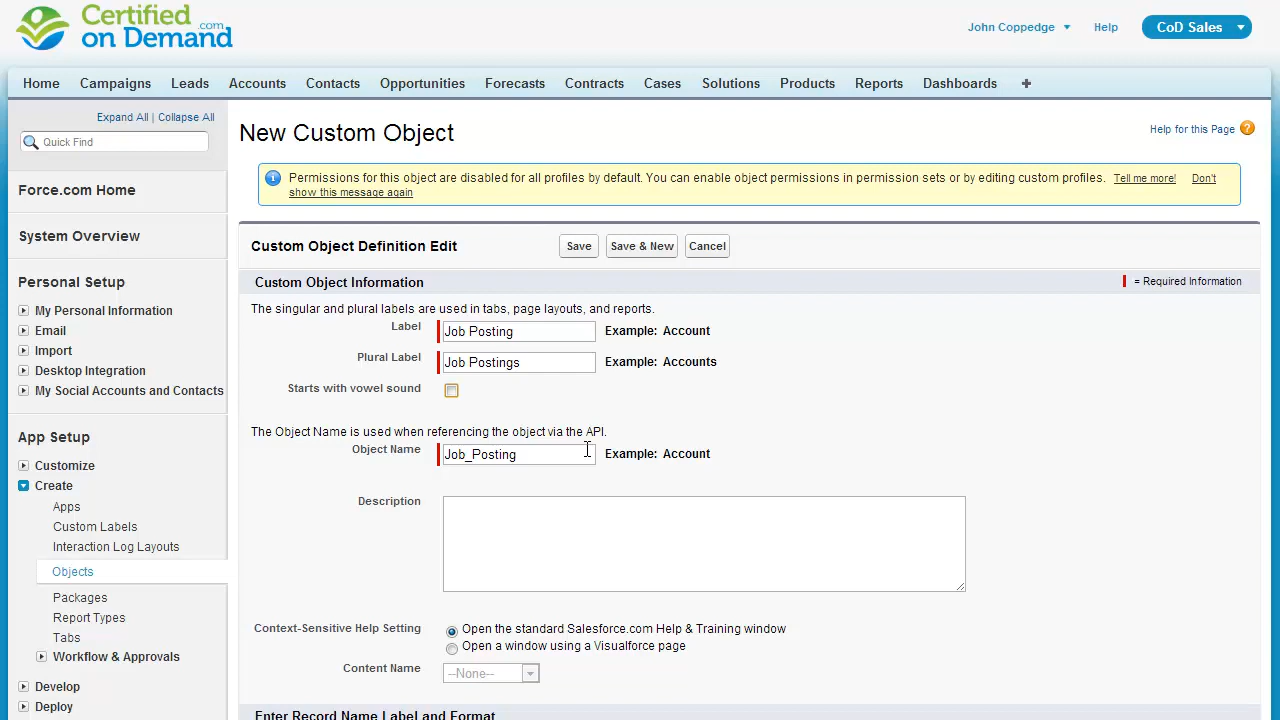 Certified
.com
on Demand
John Coppedge
Help
CoD Sales
Home Campaigns Leads Accounts Contacts Opportunities Forecasts Contracts Cases Solutions Products Reports Dashboards +
Expand All | Collapse All
Quick Find
Force.com Home
System Overview
Personal Setup
My Personal Information
Email
Import
Desktop Integration
My Social Accounts and Contacts
App Setup
Customize
Create
Apps
Custom Labels
Interaction Log Layouts
Objects
Packages
Report Types
Tabs
Workflow & Approvals
Develop
Deploy
New Custom Object
Help for this Page ?
Permissions for this object are disabled for all profiles by default. You can enable object permissions in permission sets or by editing custom profiles. Tell me more! Don't
show this message again
Custom Object Definition Edit Save Save & New Cancel
Custom Object Information
= Required Information
The singular and plural labels are used in tabs, page layouts, and reports.
Label Job Posting Example: Account
Plural Label Job Postings Example: Accounts
Starts with vowel sound
The Object Name is used when referencing the object via the API.
Object Name Job_Posting Example: Account
Description
Context-Sensitive Help Setting Open the standard Salesforce.com Help & Training window
Open a window using a Visualforce page
Content Name --None--
Enter Record Name Label and Format